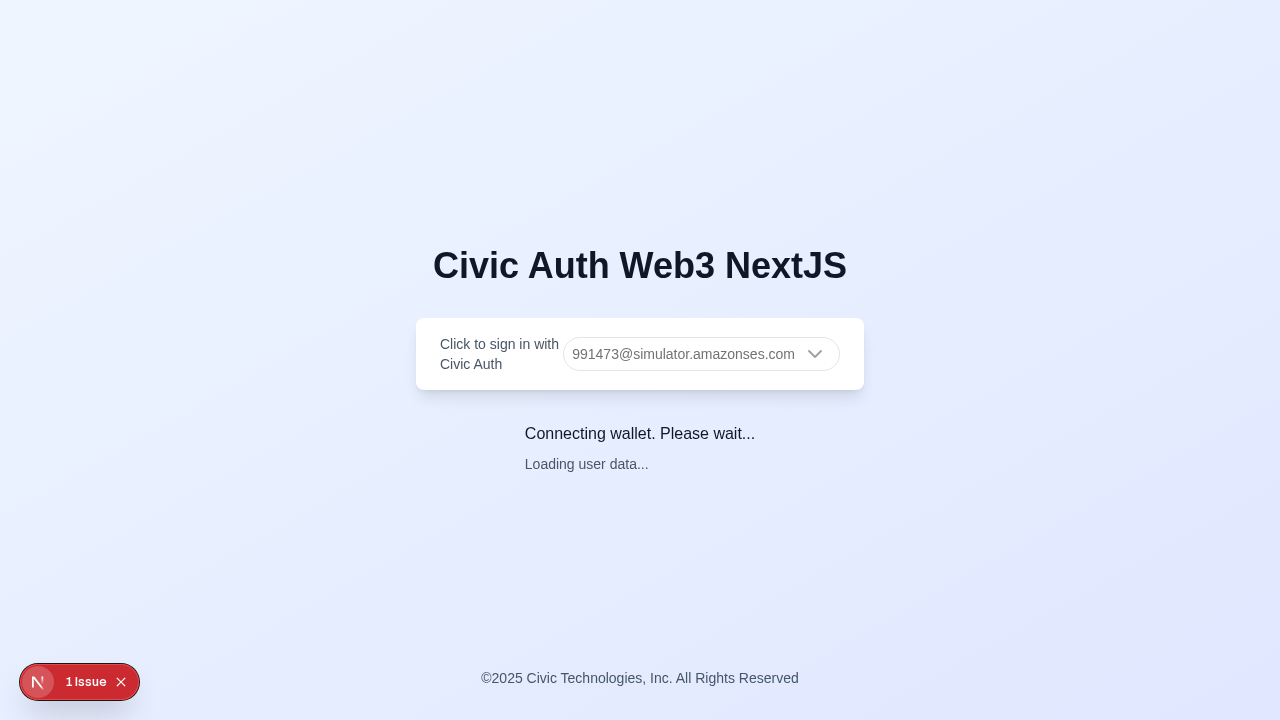 Civic Auth Web3 NextJS
Click to sign in with
Civic Auth
991473@simulator.amazonses.com
Connecting wallet. Please wait...
Loading user data...
1 Issue
©2025 Civic Technologies, Inc. All Rights Reserved